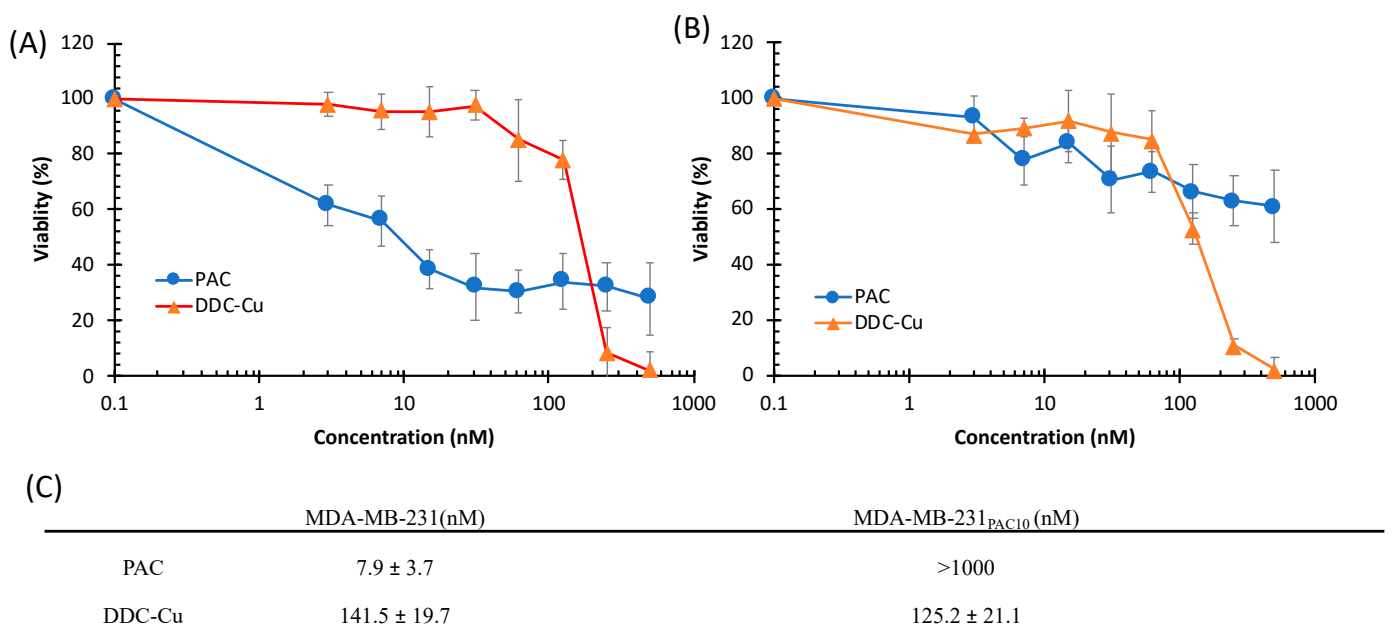 (A)
120
100
80
60
40
20
0
Viablity (%)
PAC
DDC-Cu
0.1 1 10 100 1000
Concentration (nM)
(B)
120
100
80
60
40
20
0
Viablity (%)
PAC
DDC-Cu
0.1 1 10 100 1000
Concentration (nM)
(C)
MDA-MB-231(nM) MDA-MB-231PAC10 (nM)
PAC 7.9 ± 3.7 >1000
DDC-Cu 141.5 ± 19.7 125.2 ± 21.1